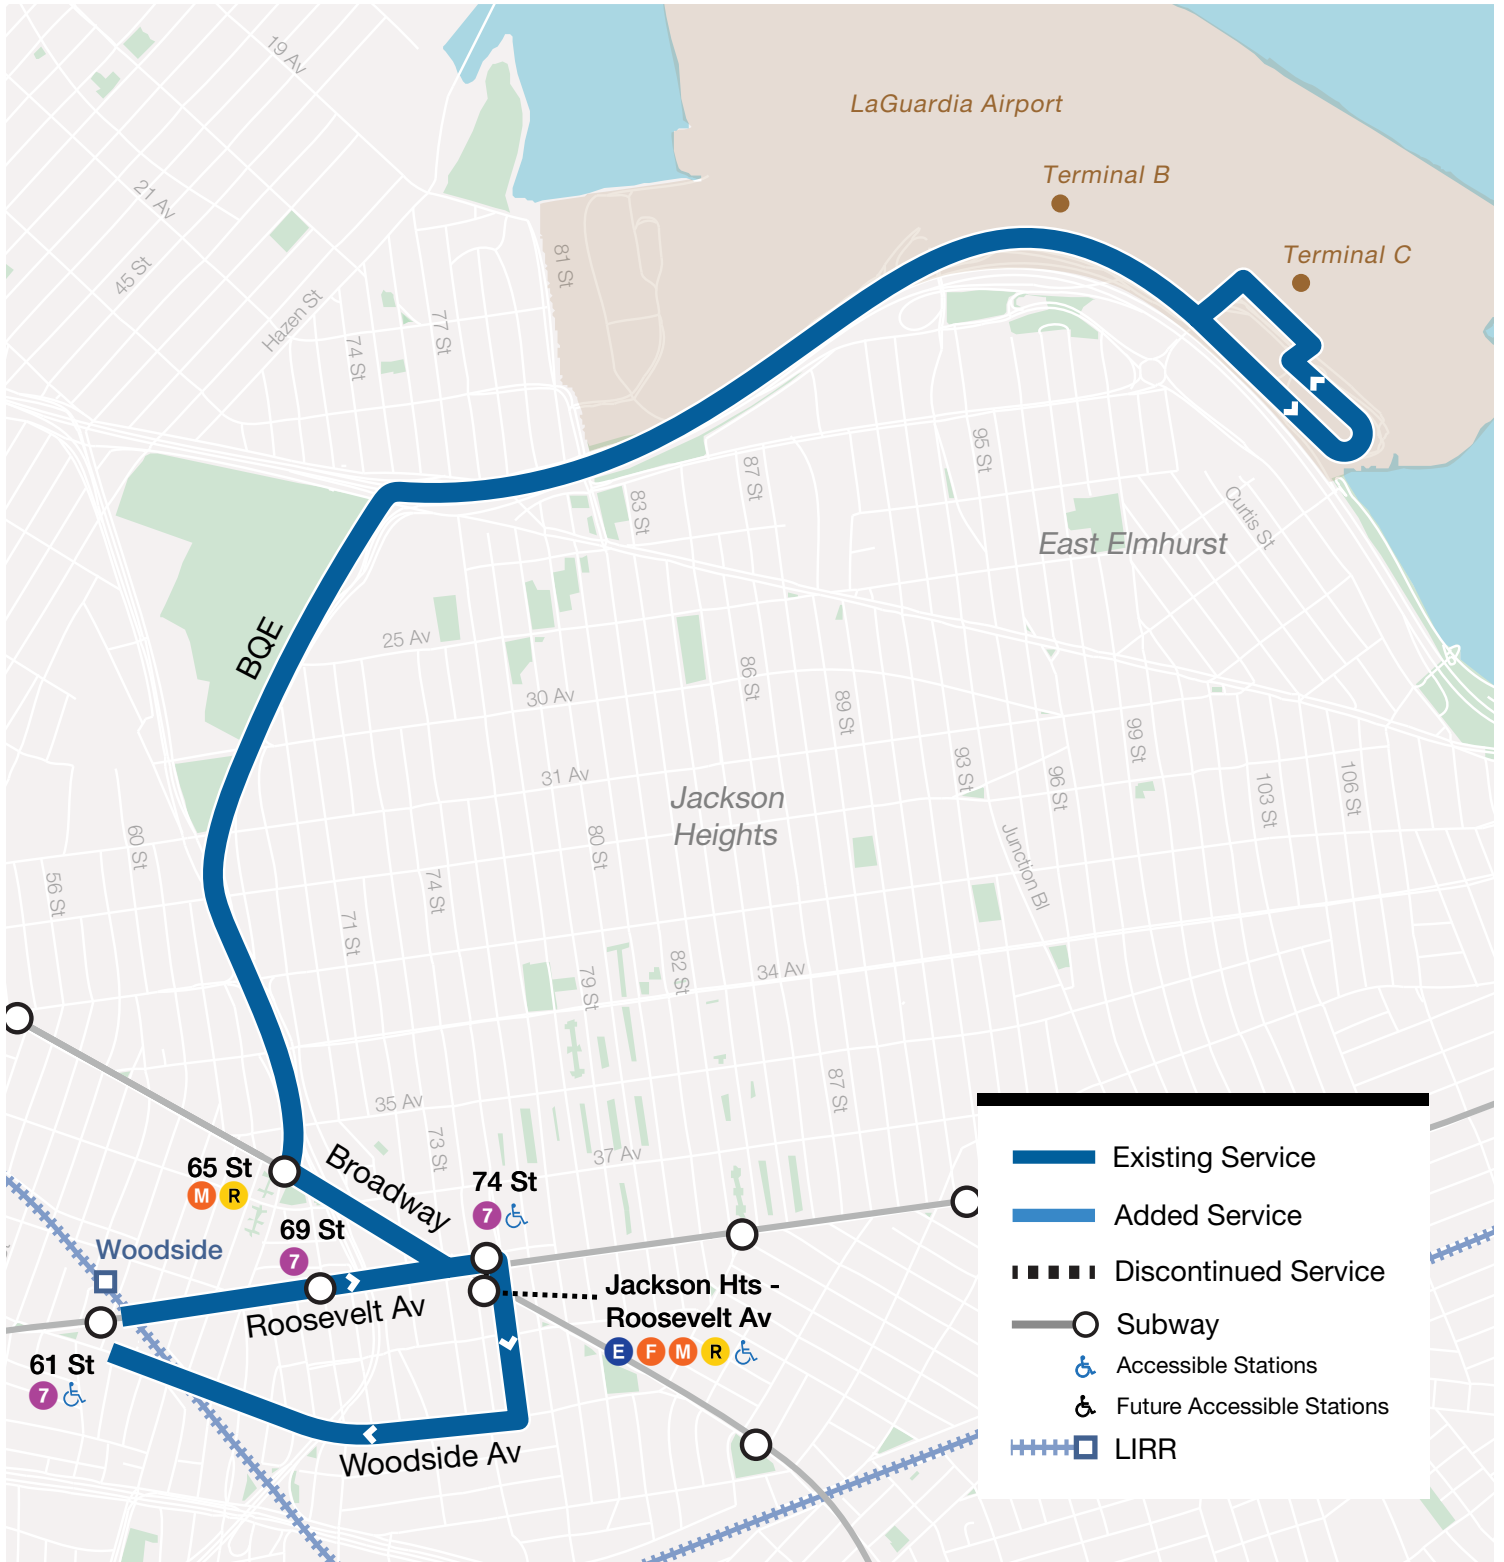 19 Av
LaGuardia Airport
Terminal B
21 Av
Terminal C
81 St
45 St
Hazen St
77 St
74 St
95 St
87 St
83 St
Curtis St
East Elmhurst
BQE
25 Av
86 St
30 Av
89 St
99 St
31 Av
93 St
96 St
103 St
106 St
Jackson
Heights
60 St
80 St
Junction Bl
56 St
74 St
71 St
82 St
34 Av
79 St
87 St
35 Av
73 St
37 Av
Broadway
65 St
M R
74 St
7
69 St
7
Woodside
Roosevelt Av
Jackson Hts -
Roosevelt Av
E F M R
61 St
7
Woodside Av
Existing Service
Added Service
Discontinued Service
Subway
Accessible Stations
Future Accessible Stations
LIRR